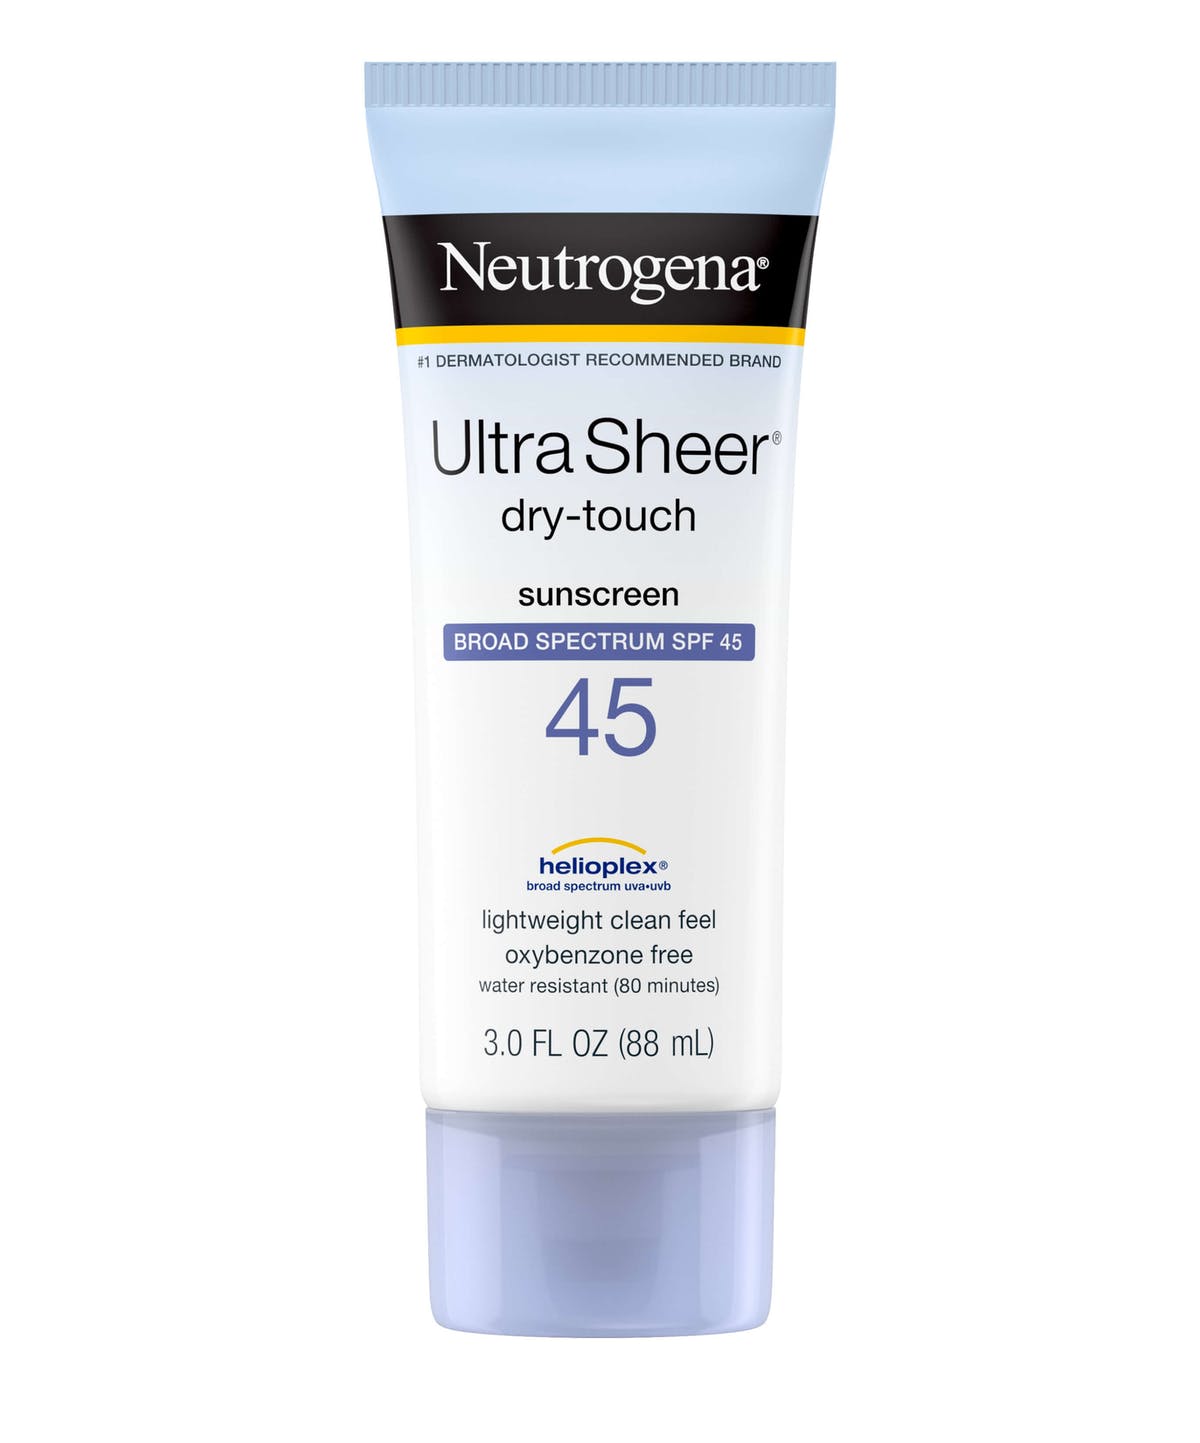 Neutrogena®
#1 DERMATOLOGIST RECOMMENDED BRAND
Ultra Sheer®
dry-touch
sunscreen
BROAD SPECTRUM SPF 45
45
helioplex®
broad spectrum uva•uvb
lightweight clean feel
oxybenzone free
water resistant (80 minutes)
3.0 FL OZ (88 mL)